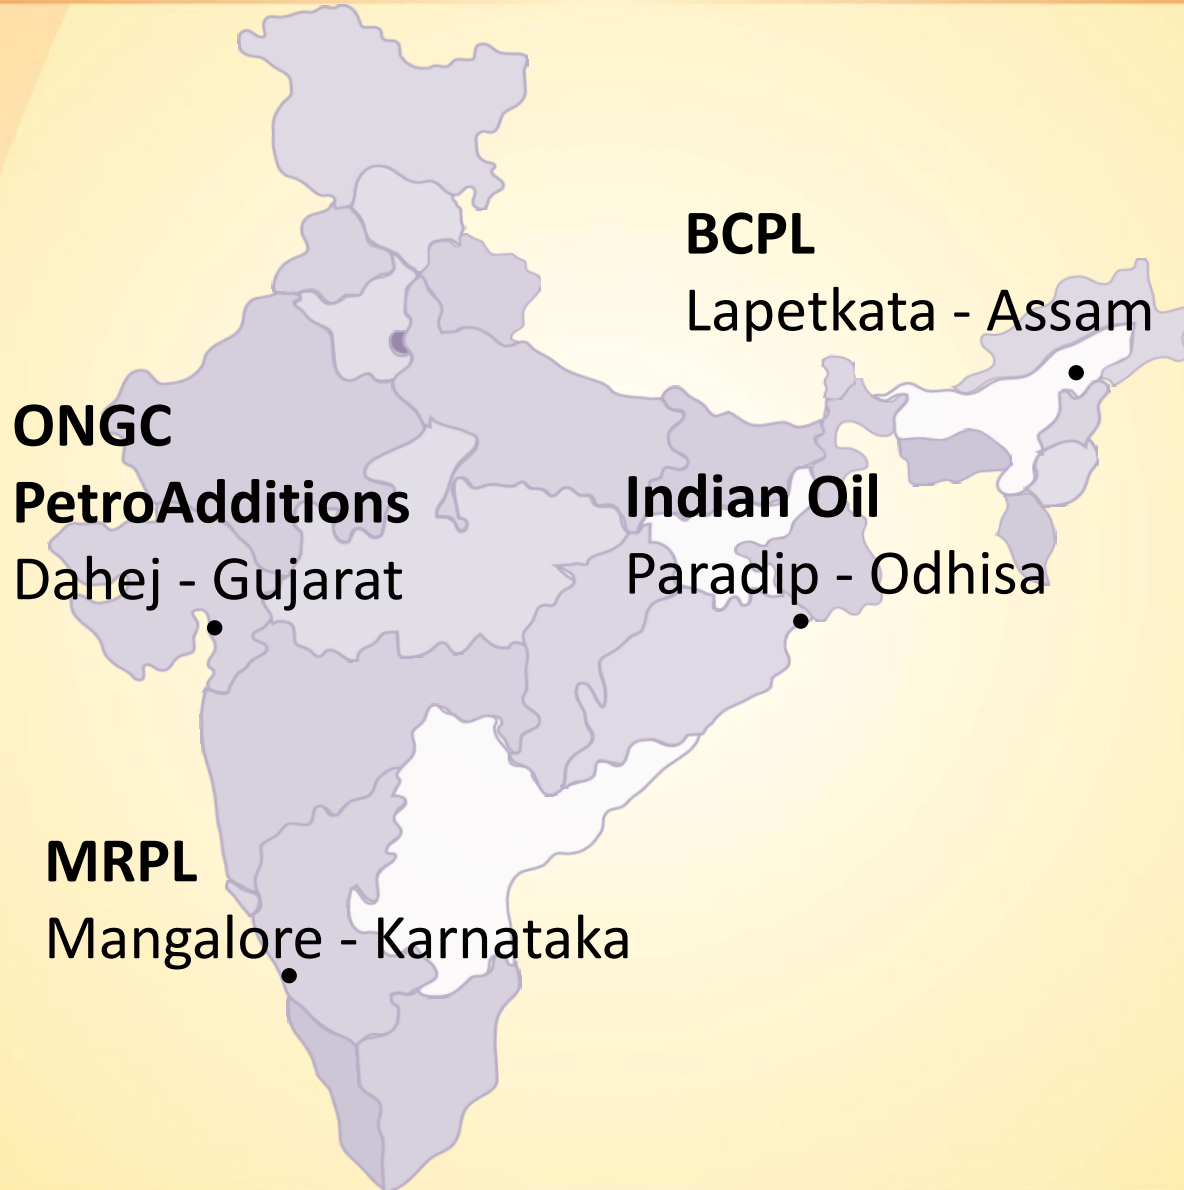 BCPL
Lapetkata - Assam
ONGC
PetroAdditions
Dahej - Gujarat
Indian Oil
Paradip - Odhisa
MRPL
Mangalore - Karnataka